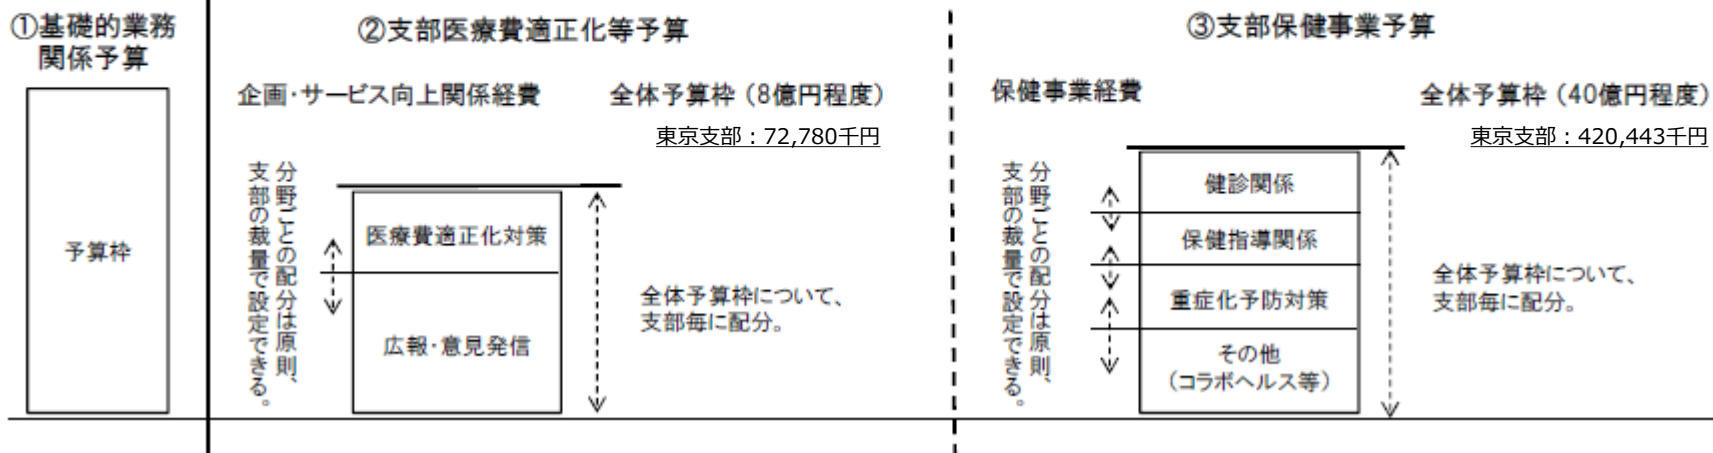 ①基礎的業務
関係予算
予算枠
②支部医療費適正化等予算
企画・サービス向上関係経費
全体予算枠（8億円程度）
東京支部：72,780千円
分野ごとの配分は原則、
支部の裁量で設定できる。
医療費適正化対策
広報・意見発信
全体予算枠について、
支部毎に配分。
③支部保健事業予算
保健事業経費
全体予算枠（40億円程度）
東京支部：420,443千円
分野ごとの配分は原則、
支部の裁量で設定できる。
健診関係
保健指導関係
重症化予防対策
その他
（コラボヘルス等）
全体予算枠について、
支部毎に配分。